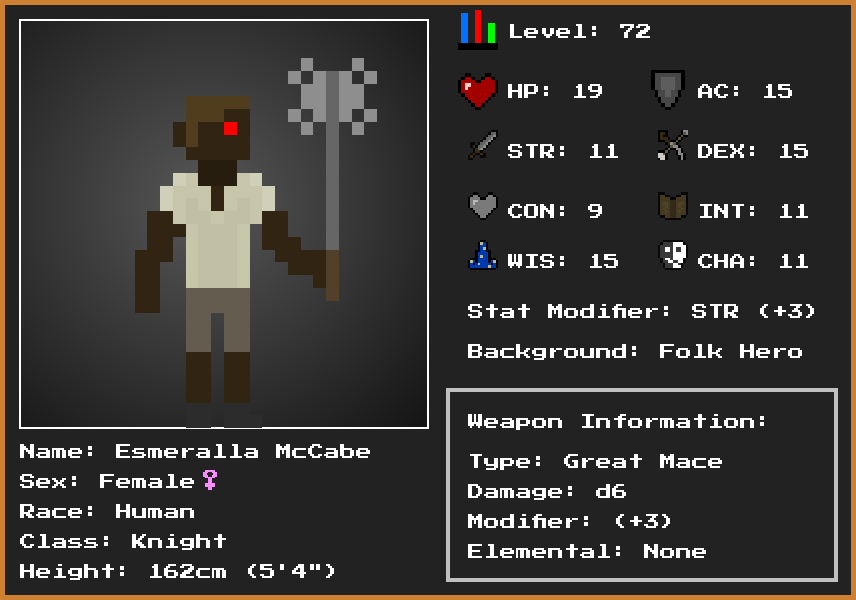 Level: 72
HP: 19 AC: 15
STR: 11 DEX: 15
CON: 9 INT: 11
WIS: 15 CHA: 11
Stat Modifier: STR (+3)
Background: Folk Hero
Weapon Information:
Type: Great Mace
Damage: d6
Modifier: (+3)
Elemental: None
Name: Esmeralla McCabe
Sex: Female♀
Race: Human
Class: Knight
Height: 162cm (5'4")